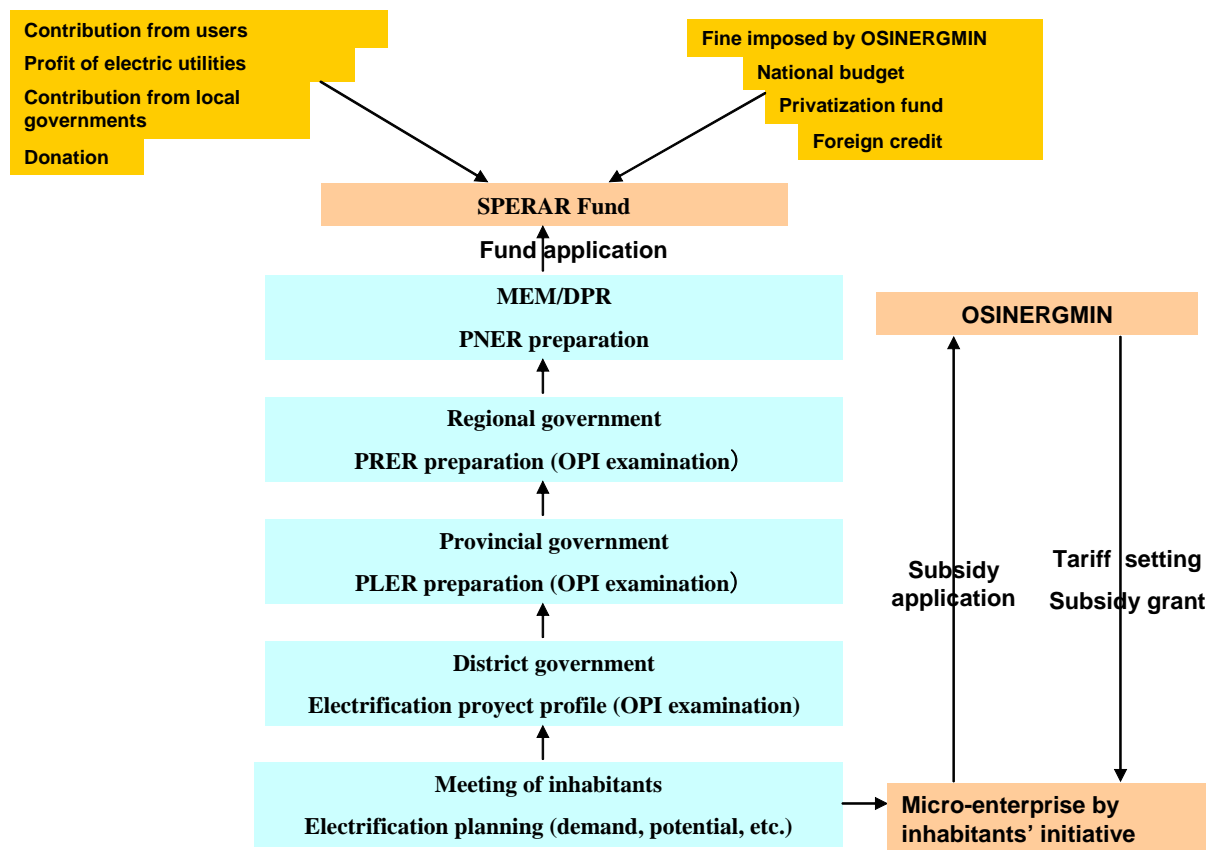 Contribution from users
Profit of electric utilities
Contribution from local
governments
Donation
Fine imposed by OSINERGMIN
National budget
Privatization fund
Foreign credit
SPERAR Fund
Fund application
MEM/DPR
PNER preparation
Regional government
PRER preparation (OPI examination）
Provincial government
PLER preparation (OPI examination）
District government
Electrification proyect profile (OPI examination)
Meeting of inhabitants
Electrification planning (demand, potential, etc.)
OSINERGMIN
Subsidy
application
Tariff setting
Subsidy grant
Micro-enterprise by
inhabitants’ initiative